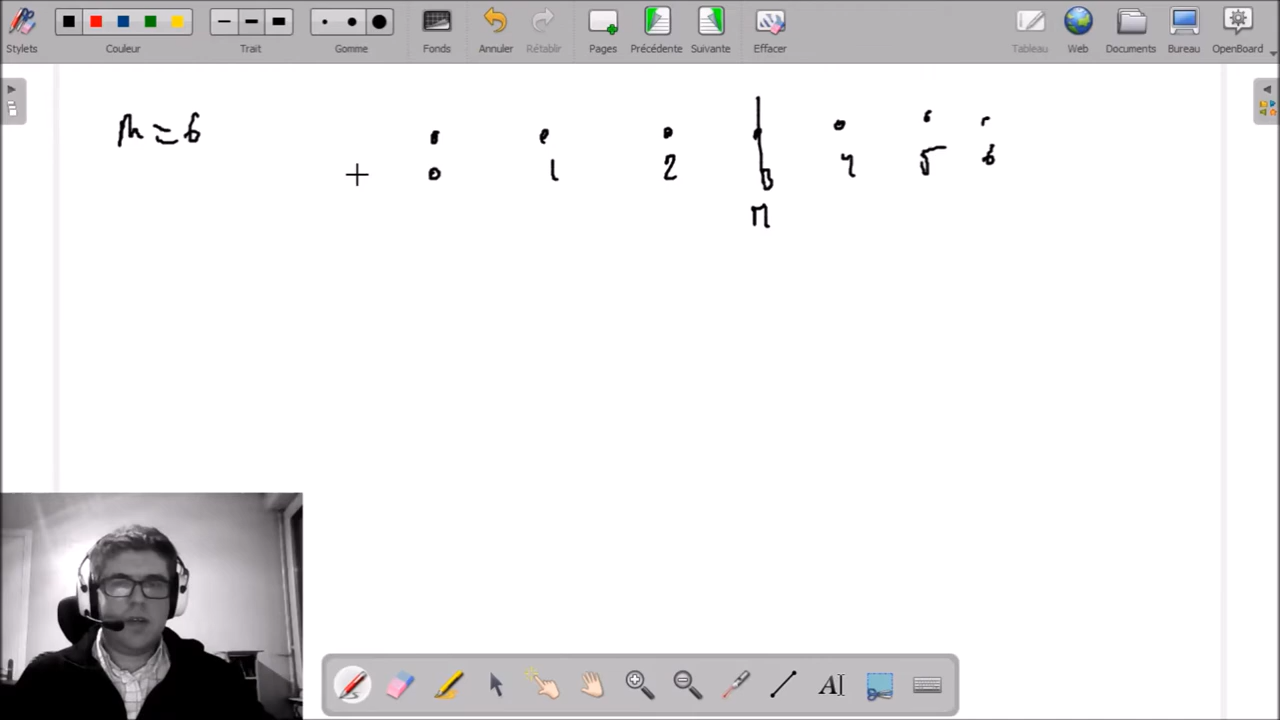 Stylets Couleur Trait Gomme Fonds Annuler Rétablir Pages Précédente Suivante Effacer Tableau Web Documents Bureau OpenBoard
n = 6
0 1 2 3 4 5 6
M